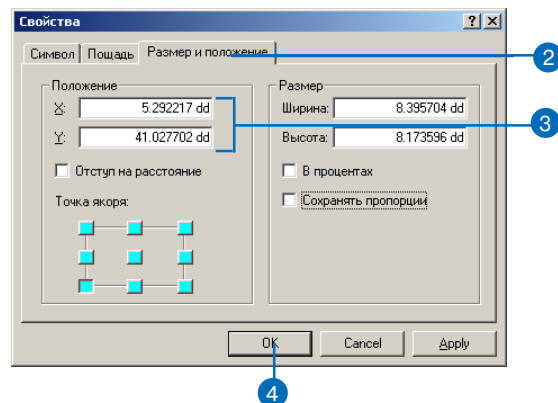 Свойства
Символ Пощадь Размер и положение
2
Положение
X: 5.292217 dd
Y: 41.027702 dd
3
Отступ на расстояние
Точка якоря:
Размер
Ширина: 8.395704 dd
Высота: 8.173596 dd
В процентах
Сохранять пропорции
OK Cancel Apply
4